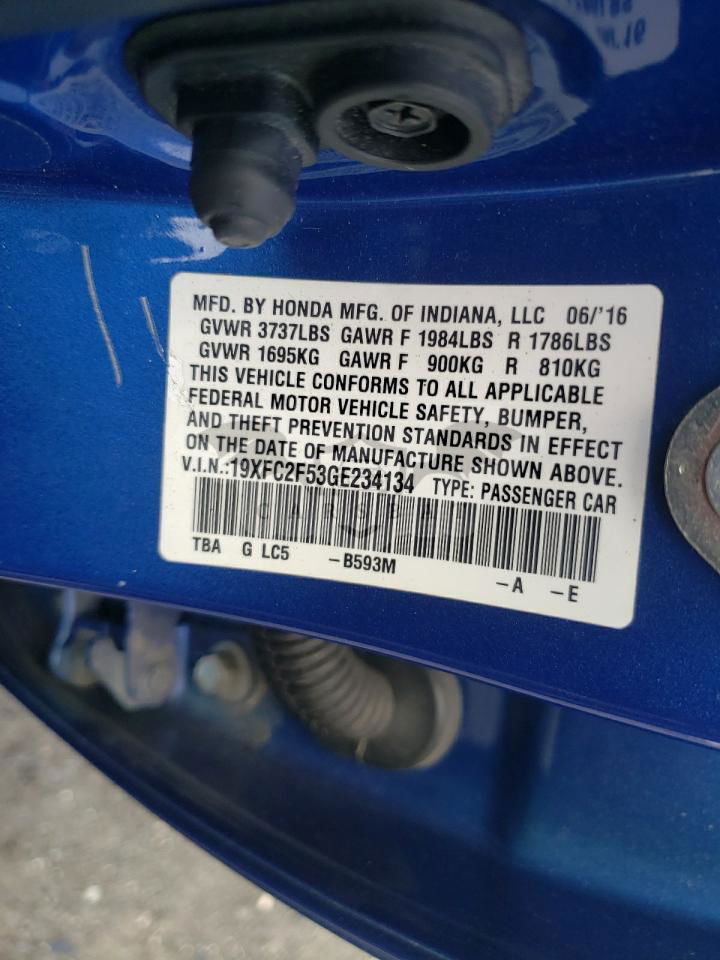 MFD. BY HONDA MFG. OF INDIANA, LLC 06/'16
GVWR 3737LBS GAWR F 1984LBS R 1786LBS
GVWR 1695KG GAWR F 900KG R 810KG
THIS VEHICLE CONFORMS TO ALL APPLICABLE
FEDERAL MOTOR VEHICLE SAFETY, BUMPER,
AND THEFT PREVENTION STANDARDS IN EFFECT
ON THE DATE OF MANUFACTURE SHOWN ABOVE.
V.I.N.:19XFC2F53GE234134 TYPE: PASSENGER CAR
TBA G LC5 -B593M -A -E